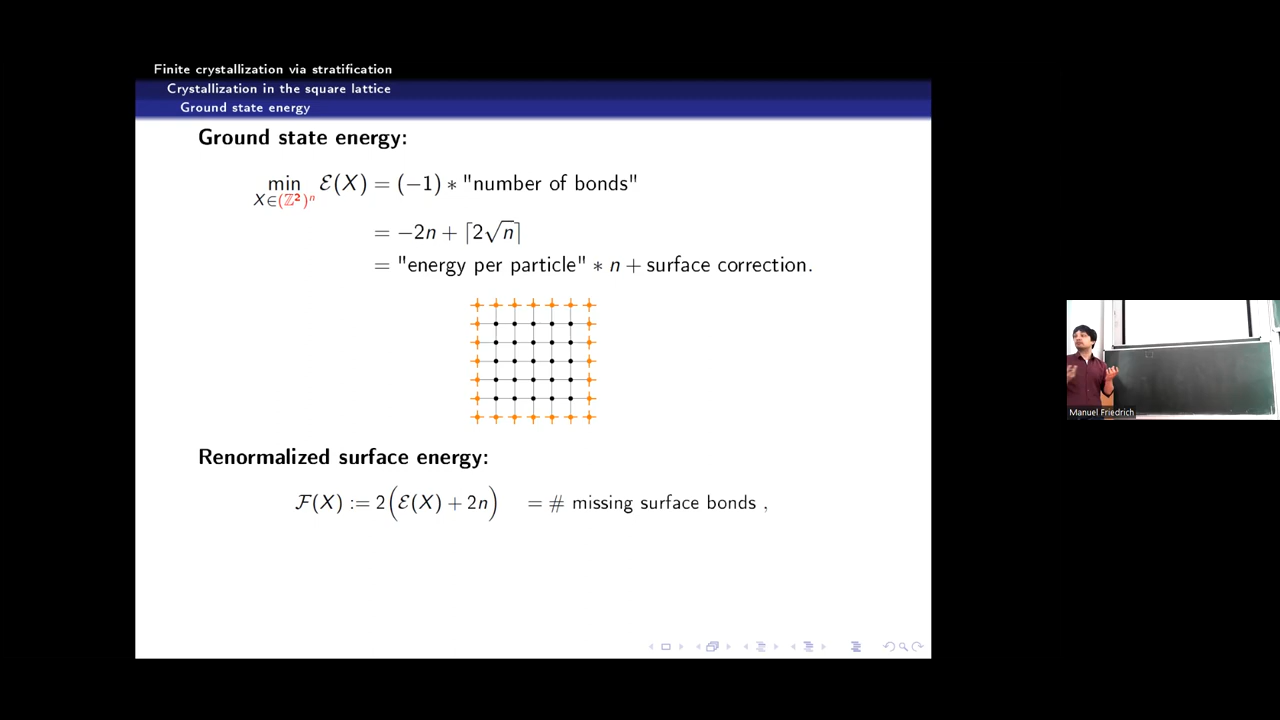 Finite crystallization via stratification
Crystallization in the square lattice
Ground state energy
Ground state energy:
min ℰ(X) = (−1) ∗ "number of bonds"
X∈(ℤ²)ⁿ
= −2n + ⌈2√n⌉
= "energy per particle" ∗ n + surface correction.
Renormalized surface energy:
ℱ(X) := 2(ℰ(X) + 2n) = # missing surface bonds ,
Manuel Friedrich